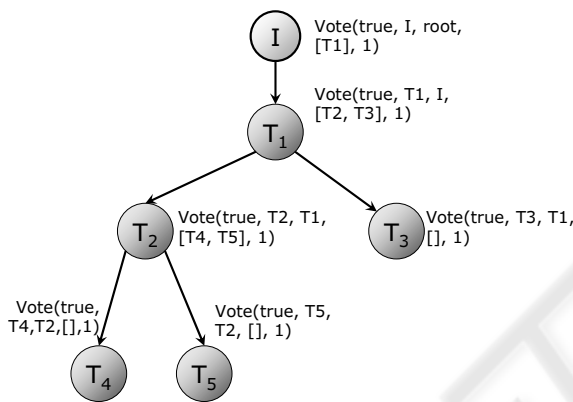 I
Vote(true, I, root,
[T1], 1)
T1
Vote(true, T1, I,
[T2, T3], 1)
T2
Vote(true, T2, T1,
[T4, T5], 1)
T3
Vote(true, T3, T1,
[], 1)
Vote(true,
T4,T2,[],1)
T4
Vote(true, T5,
T2, [], 1)
T5